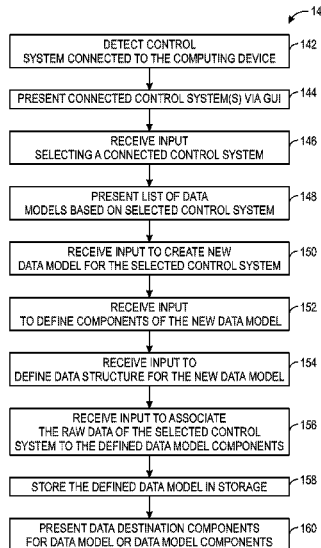 14
DETECT CONTROL
SYSTEM CONNECTED TO THE COMPUTING DEVICE
142
PRESENT CONNECTED CONTROL SYSTEM(S) VIA GUI
144
RECEIVE INPUT
SELECTING A CONNECTED CONTROL SYSTEM
146
PRESENT LIST OF DATA
MODELS BASED ON SELECTED CONTROL SYSTEM
148
RECEIVE INPUT TO CREATE NEW
DATA MODEL FOR THE SELECTED CONTROL SYSTEM
150
RECEIVE INPUT
TO DEFINE COMPONENTS OF THE NEW DATA MODEL
152
RECEIVE INPUT TO
DEFINE DATA STRUCTURE FOR THE NEW DATA MODEL
154
RECEIVE INPUT TO ASSOCIATE
THE RAW DATA OF THE SELECTED CONTROL
SYSTEM TO THE DEFINED DATA MODEL COMPONENTS
156
STORE THE DEFINED DATA MODEL IN STORAGE
158
PRESENT DATA DESTINATION COMPONENTS
FOR DATA MODEL OR DATA MODEL COMPONENTS
160